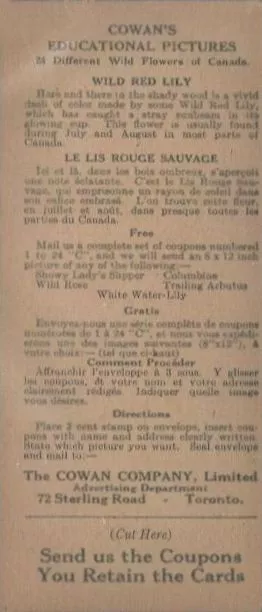 COWAN'S
EDUCATIONAL PICTURES
24 Different Wild Flowers of Canada.
WILD RED LILY
Here and there in the shady wood is a vivid
dash of color made by some Wild Red Lily,
which has caught a stray sunbeam in its
glowing cup. This flower is usually found
during July and August in most parts of
Canada.
LE LIS ROUGE SAUVAGE
Ici et là, dans les bois ombreux, s'aperçoit
une note éclatante. C'est le Lis Rouge Sau-
vage, qui emprisonne un rayon de soleil dans
son calice embrasé. L'on trouve cette fleur,
en juillet et août, dans presque toutes les
parties du Canada.
Free
Mail us a complete set of coupons numbered
1 to 24 "C", and we will send an 8 x 12 inch
picture of any of the following:—
Showy Lady's Slipper Columbine
Wild Rose Trailing Arbutus
White Water-Lily
Gratis
Envoyez-nous une série complète de coupons
numérotés de 1 à 24 "C", et nous vous expédi-
erons une des images suivantes (8"x12"), à
votre choix:— (tel que ci-haut)
Comment Procéder
Affranchir l'enveloppe à 3 sous. Y glisser
les coupons, et votre nom et votre adresse
clairement rédigés. Indiquer quelle image
vous désirez.
Directions
Place 2 cent stamp on envelope, insert cou-
pons with name and address clearly written.
State which picture you want. Seal envelope
and mail to:—
The COWAN COMPANY, Limited
Advertising Department
72 Sterling Road - Toronto.
(Cut Here)
Send us the Coupons
You Retain the Cards